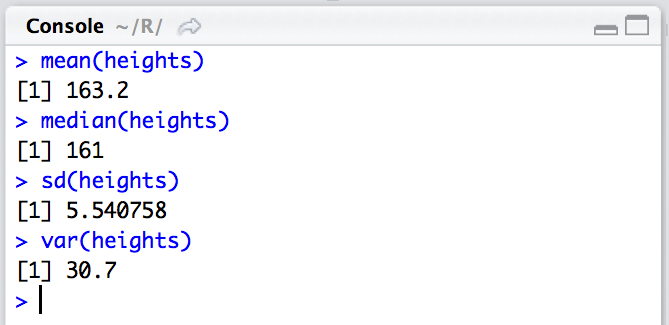 Console ~/R/
> mean(heights)
[1] 163.2
> median(heights)
[1] 161
> sd(heights)
[1] 5.540758
> var(heights)
[1] 30.7
>